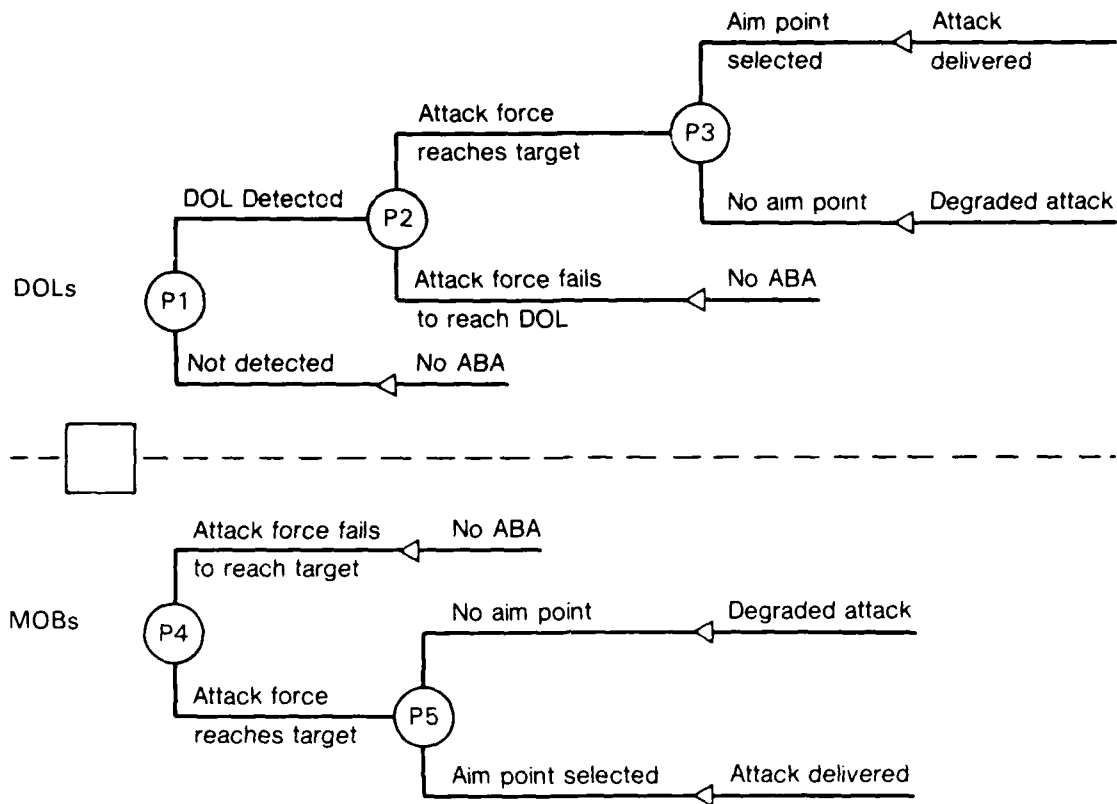 Aim point
selected
Attack
delivered
P3
Attack force
reaches target
No aim point
Degraded attack
DOL Detected
P2
Attack force fails
to reach DOL
No ABA
DOLs
P1
Not detected
No ABA
Attack force fails
to reach target
No ABA
MOBs
P4
No aim point
Degraded attack
Attack force
reaches target
P5
Aim point selected
Attack delivered